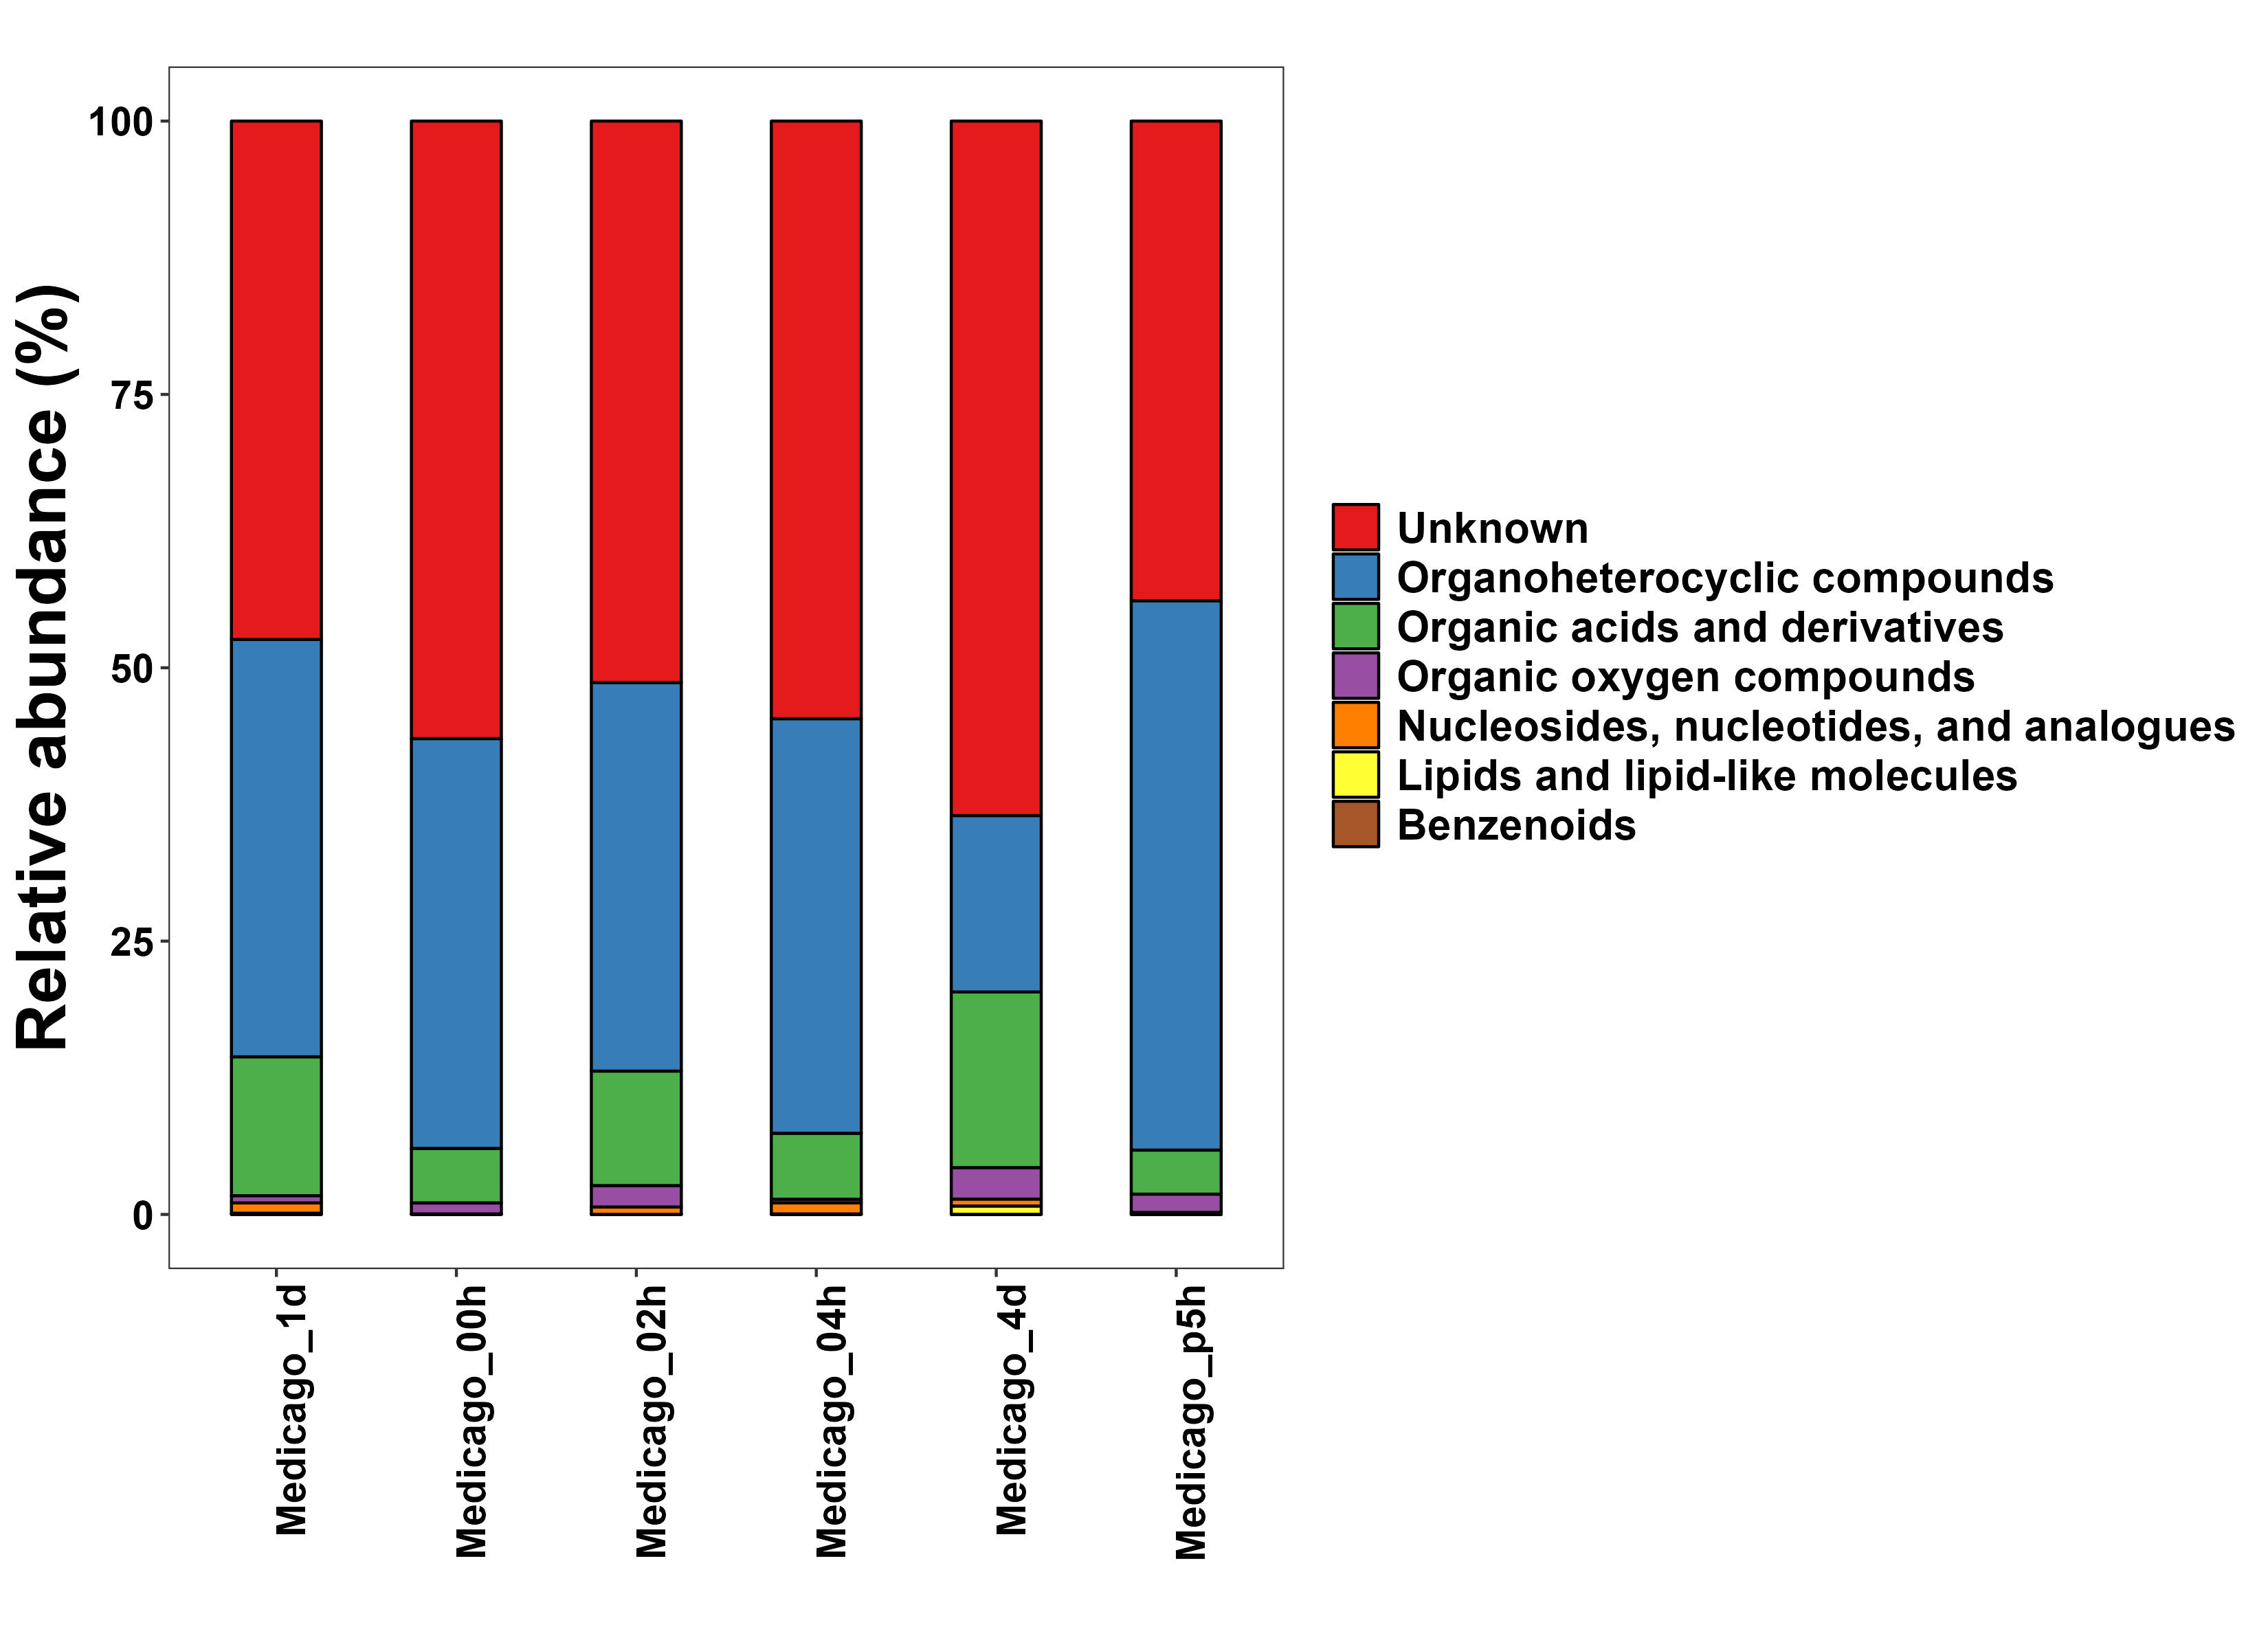 Relative abundance (%)
100
75
50
25
0
Medicago_1d
Medicago_00h
Medicago_02h
Medicago_04h
Medicago_4d
Medicago_p5h
Unknown
Organoheterocyclic compounds
Organic acids and derivatives
Organic oxygen compounds
Nucleosides, nucleotides, and analogues
Lipids and lipid-like molecules
Benzenoids